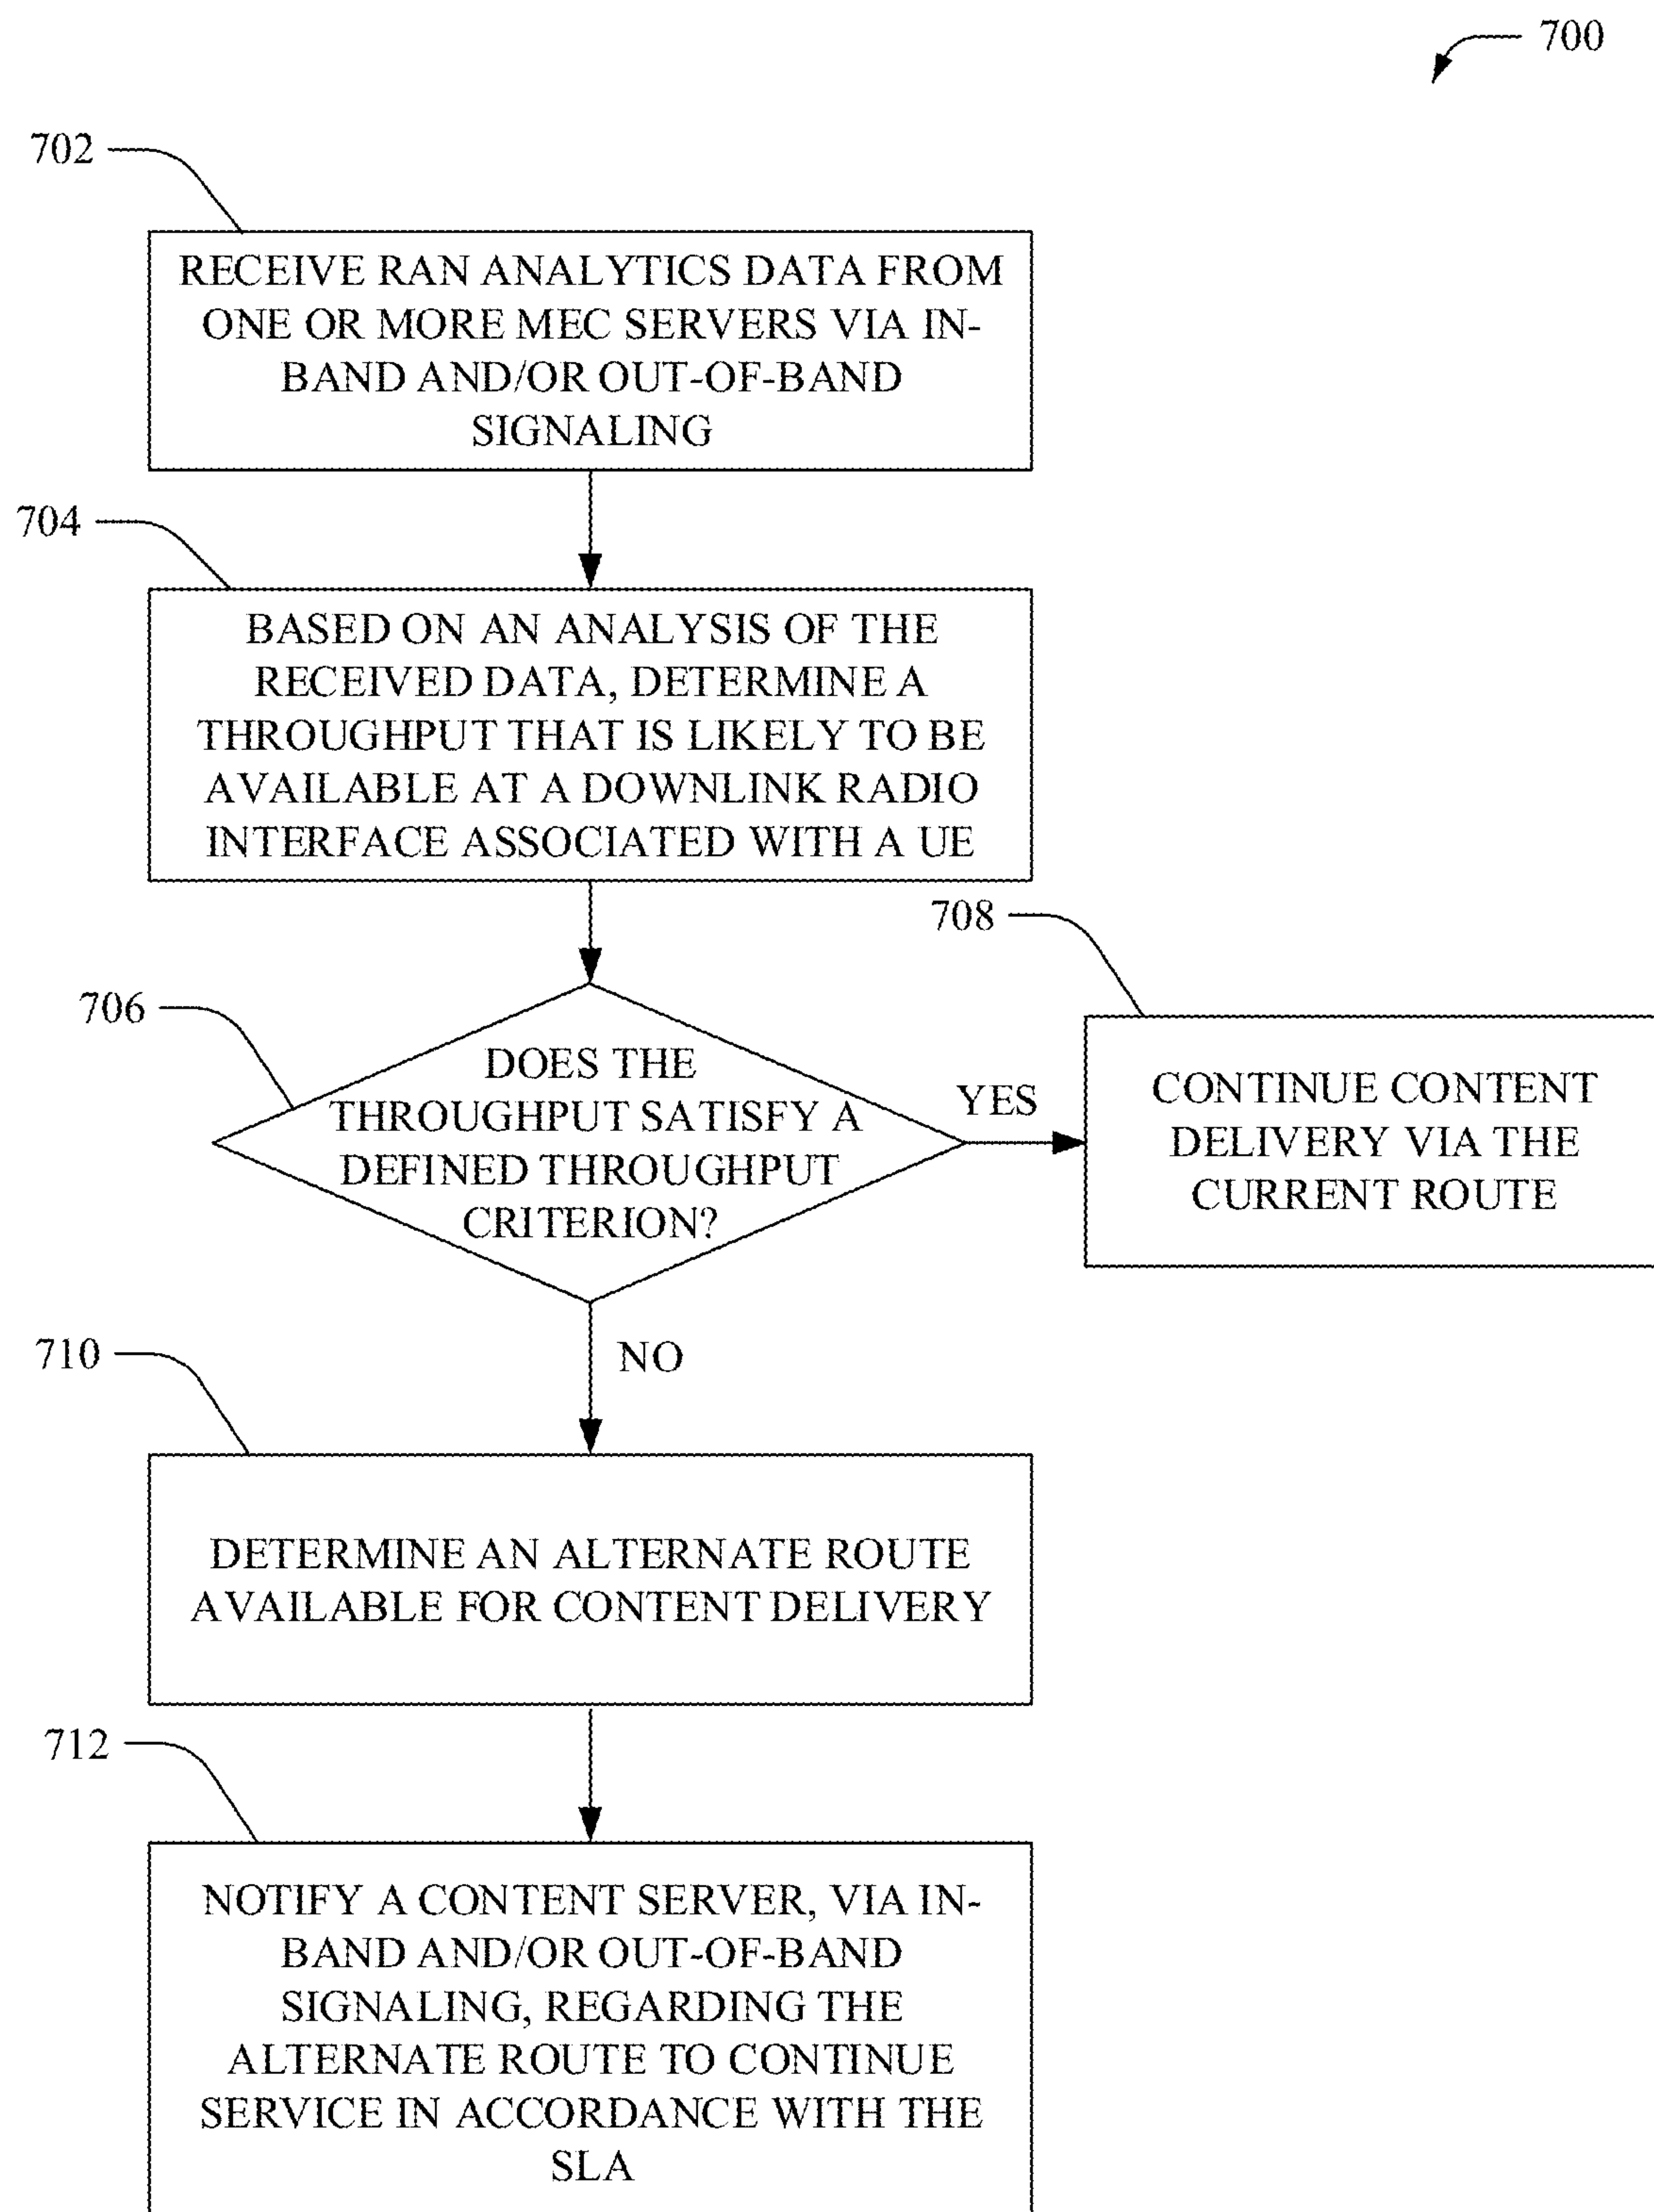 700
702
RECEIVE RAN ANALYTICS DATA FROM
ONE OR MORE MEC SERVERS VIA IN-
BAND AND/OR OUT-OF-BAND
SIGNALING
704
BASED ON AN ANALYSIS OF THE
RECEIVED DATA, DETERMINE A
THROUGHPUT THAT IS LIKELY TO BE
AVAILABLE AT A DOWNLINK RADIO
INTERFACE ASSOCIATED WITH A UE
706
DOES THE
THROUGHPUT SATISFY A
DEFINED THROUGHPUT
CRITERION?
YES
708
CONTINUE CONTENT
DELIVERY VIA THE
CURRENT ROUTE
NO
710
DETERMINE AN ALTERNATE ROUTE
AVAILABLE FOR CONTENT DELIVERY
712
NOTIFY A CONTENT SERVER, VIA IN-
BAND AND/OR OUT-OF-BAND
SIGNALING, REGARDING THE
ALTERNATE ROUTE TO CONTINUE
SERVICE IN ACCORDANCE WITH THE
SLA